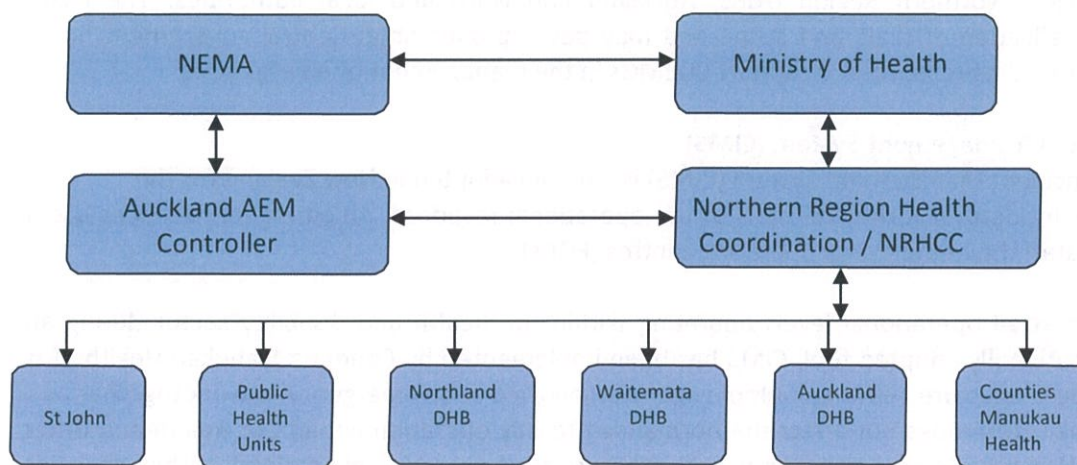 NEMA
Ministry of Health
Auckland AEM
Controller
Northern Region Health
Coordination / NRHCC
St John
Public
Health
Units
Northland
DHB
Waitemata
DHB
Auckland
DHB
Counties
Manukau
Health